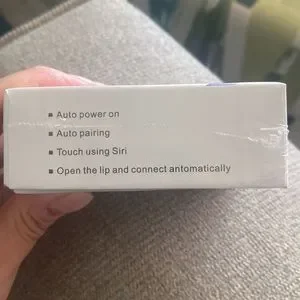 ▪ Auto power on
▪ Auto pairing
▪ Touch using Siri
▪ Open the lip and connect antomatically